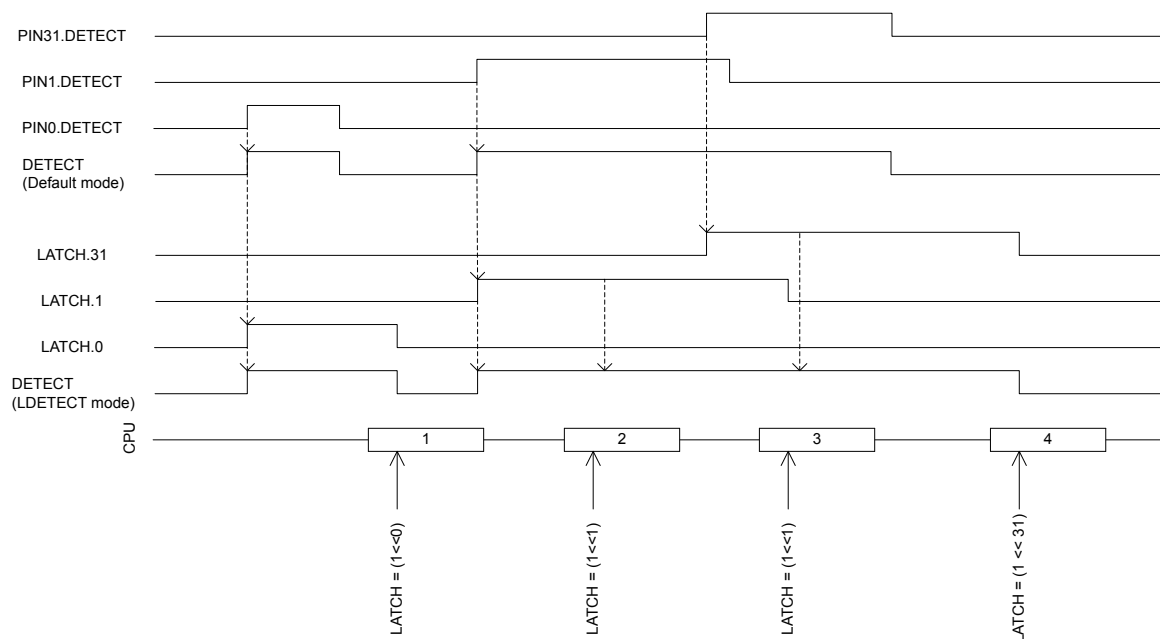 PIN31.DETECT
PIN1.DETECT
PIN0.DETECT
DETECT
(Default mode)
LATCH.31
LATCH.1
LATCH.0
DETECT
(LDETECT mode)
CPU
1
2
3
4
LATCH = (1<<0)
LATCH = (1<<1)
LATCH = (1<<1)
ATCH = (1 << 31)